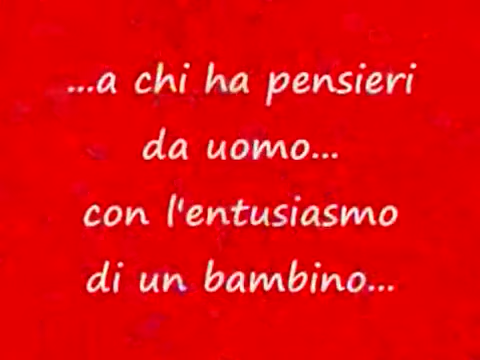 ...a chi ha pensieri
da uomo...
con l'entusiasmo
di un bambino...